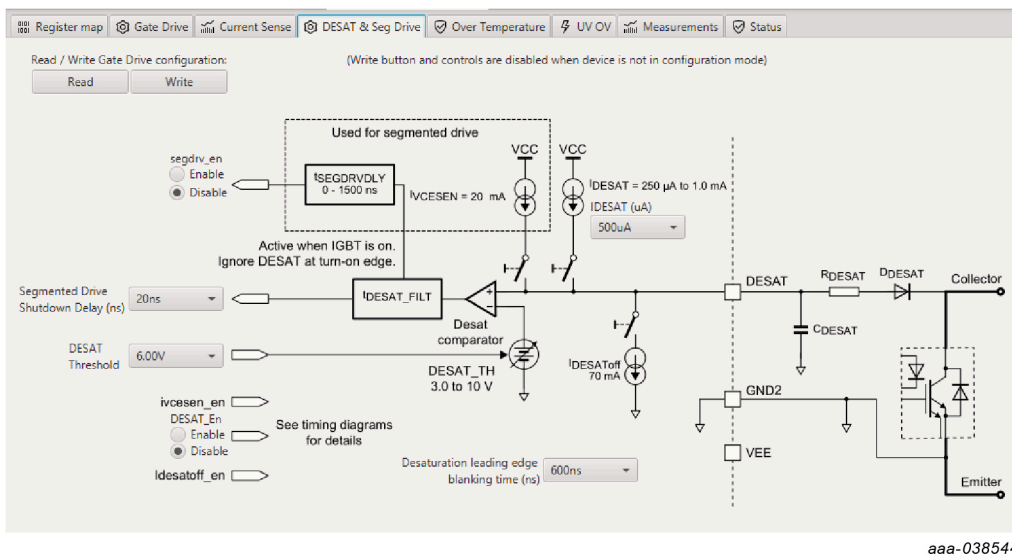 Register map
Gate Drive
Current Sense
DESAT & Seg Drive
Over Temperature
UV OV
Measurements
Status
Read / Write Gate Drive configuration:
(Write button and controls are disabled when device is not in configuration mode)
Read
Write
Used for segmented drive
VCC
VCC
segdrv_en
Enable
Disable
tSEGDRVDLY
0 - 1500 ns
IVCESEN = 20 mA
IDESAT = 250 µA to 1.0 mA
IDESAT (uA)
500uA
Active when IGBT is on.
Ignore DESAT at turn-on edge.
Segmented Drive
Shutdown Delay (ns)
20ns
tDESAT_FILT
+
-
Desat
comparator
DESAT
RDESAT
DDESAT
Collector
CDESAT
DESAT
Threshold
6.00V
DESAT_TH
3.0 to 10 V
IDESAToff
70 mA
GND2
ivcesen_en
DESAT_En
Enable
Disable
See timing diagrams
for details
VEE
Idesatoff_en
Desaturation leading edge
blanking time (ns)
600ns
Emitter